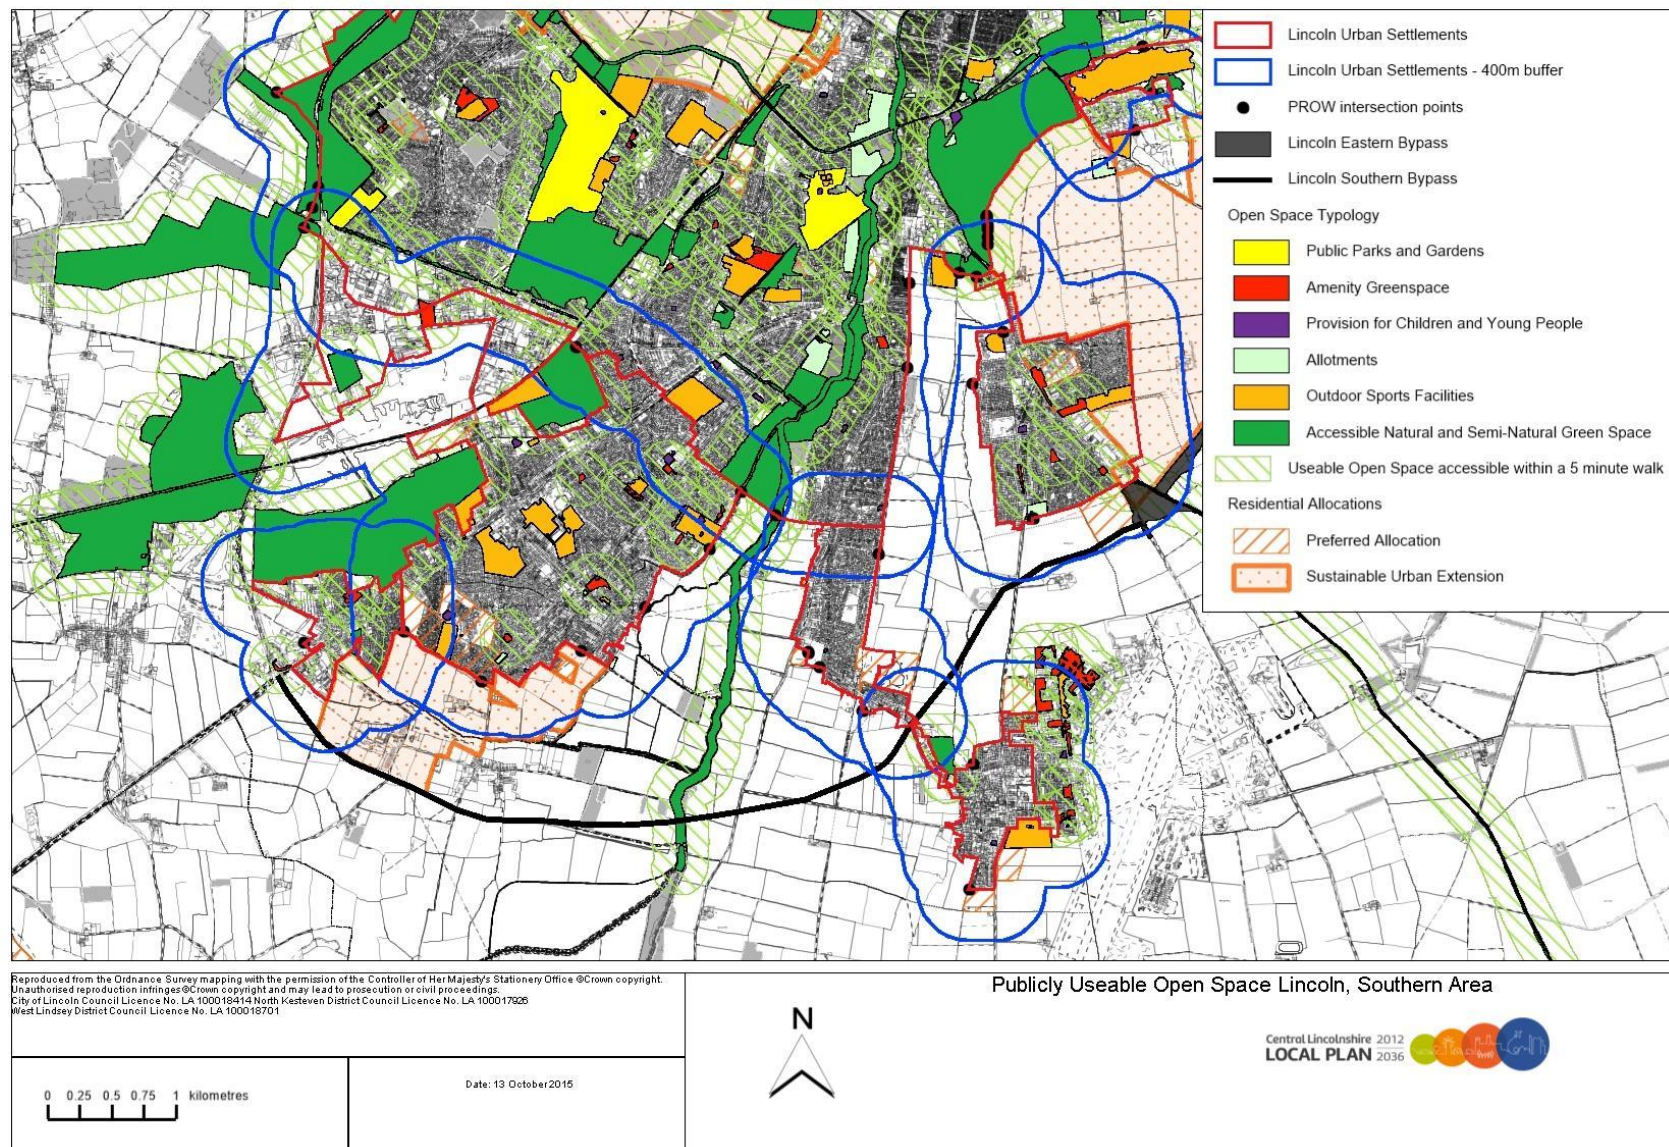 Lincoln Urban Settlements
Lincoln Urban Settlements - 400m buffer
PROW intersection points
Lincoln Eastern Bypass
Lincoln Southern Bypass
Open Space Typology
Public Parks and Gardens
Amenity Greenspace
Provision for Children and Young People
Allotments
Outdoor Sports Facilities
Accessible Natural and Semi-Natural Green Space
Useable Open Space accessible within a 5 minute walk
Residential Allocations
Preferred Allocation
Sustainable Urban Extension
Reproduced from the Ordnance Survey mapping with the permission of the Controller of Her Majesty's Stationery Office ©Crown copyright.
Unauthorised reproduction infringes ©Crown copyright and may lead to prosecution or civil proceedings.
City of Lincoln Council Licence No. LA 100018414 North Kesteven District Council Licence No. LA 100017926
West Lindsey District Council Licence No. LA 100018701
0 0.25 0.5 0.75 1 kilometres
Date: 13 October 2015
N
Publicly Useable Open Space Lincoln, Southern Area
Central Lincolnshire 2012
LOCAL PLAN 2036